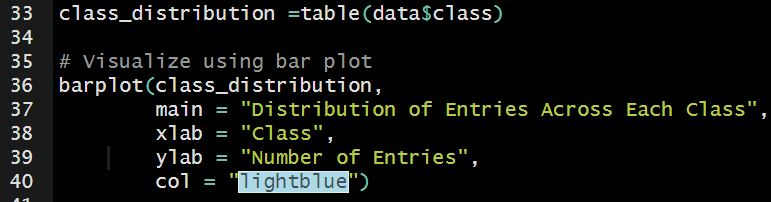 33 class_distribution =table(data$class)
34
35 # Visualize using bar plot
36 barplot(class_distribution,
37         main = "Distribution of Entries Across Each Class",
38         xlab = "Class",
39         ylab = "Number of Entries",
40         col = "lightblue")